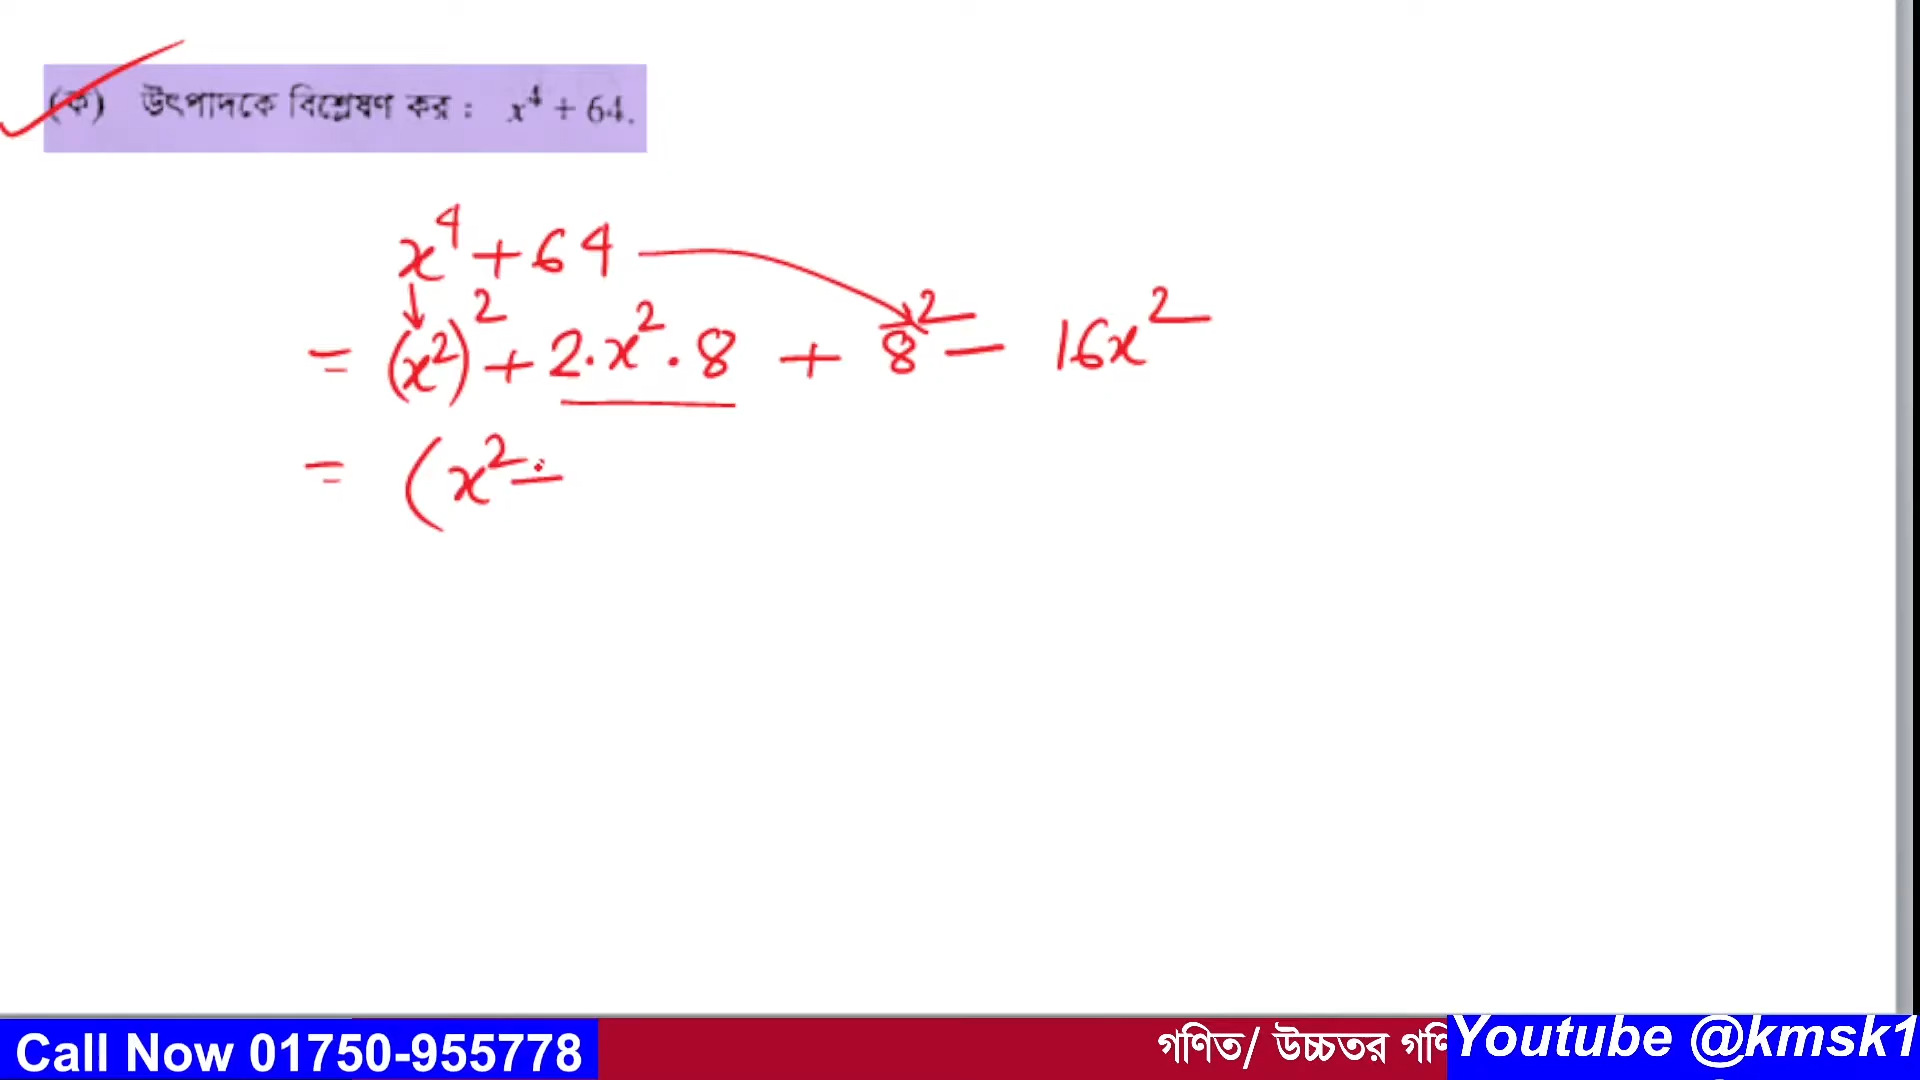 (ক) উৎপাদকে বিশ্লেষণ কর : x⁴ + 64.
x⁴ + 64
= (x²)² + 2·x²·8 + 8² – 16x²
= (x²
Call Now 01750-955778
গণিত/ উচ্চতর গণি
Youtube @kmsk1